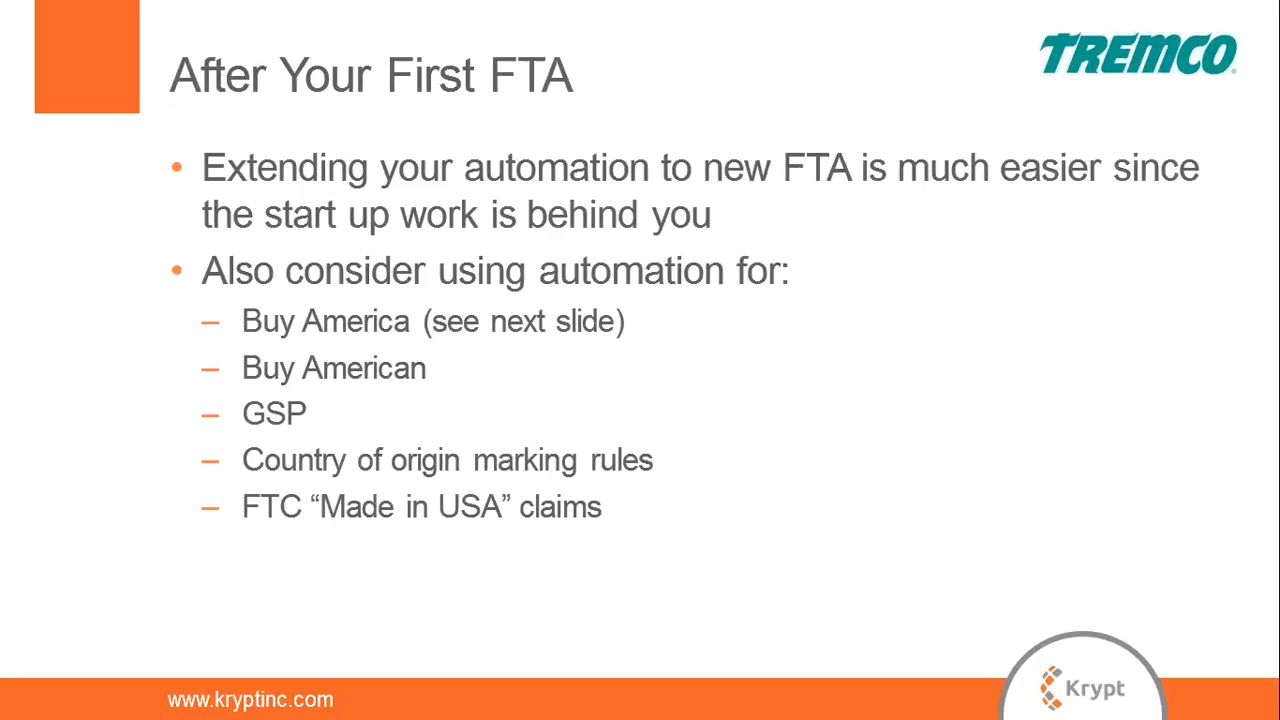 TREMCO
After Your First FTA
• Extending your automation to new FTA is much easier since
the start up work is behind you
• Also consider using automation for:
– Buy America (see next slide)
– Buy American
– GSP
– Country of origin marking rules
– FTC “Made in USA” claims
www.kryptinc.com
Krypt